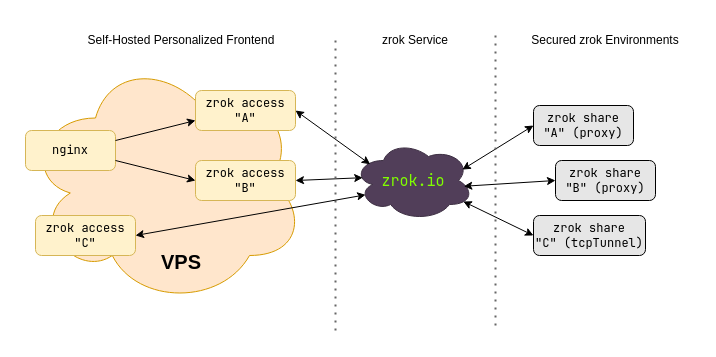 Self-Hosted Personalized Frontend
zrok Service
Secured zrok Environments
zrok access
"A"
nginx
zrok access
"B"
zrok access
"C"
VPS
zrok.io
zrok share
"A" (proxy)
zrok share
"B" (proxy)
zrok share
"C" (tcpTunnel)